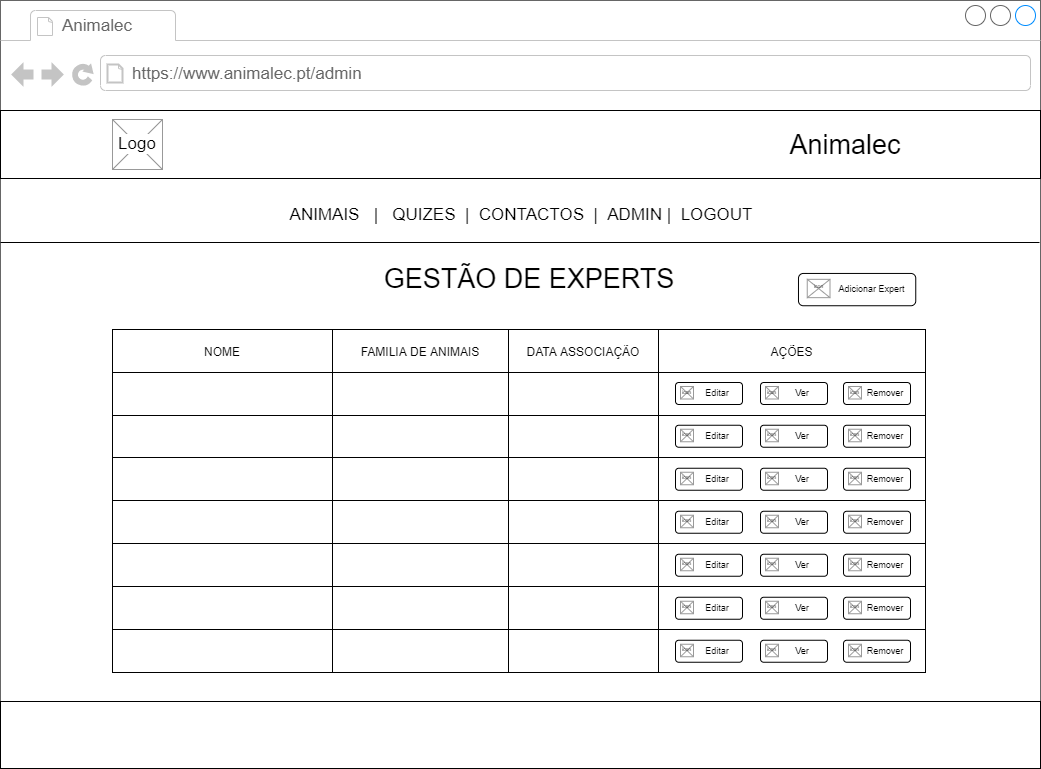 Animalec
https://www.animalec.pt/admin
Logo
Animalec
ANIMAIS | QUIZES | CONTACTOS | ADMIN | LOGOUT
GESTÃO DE EXPERTS
Adicionar Expert
NOME FAMILIA DE ANIMAIS DATA ASSOCIAÇÃO AÇÕES
Editar Ver Remover
Editar Ver Remover
Editar Ver Remover
Editar Ver Remover
Editar Ver Remover
Editar Ver Remover
Editar Ver Remover